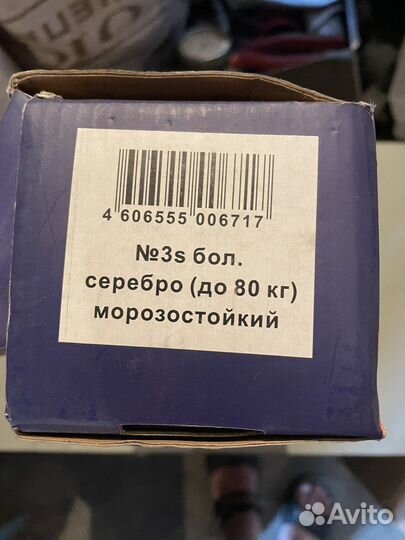 4 606555 006717
№3s бол.
серебро (до 80 кг)
морозостойкий
Avito